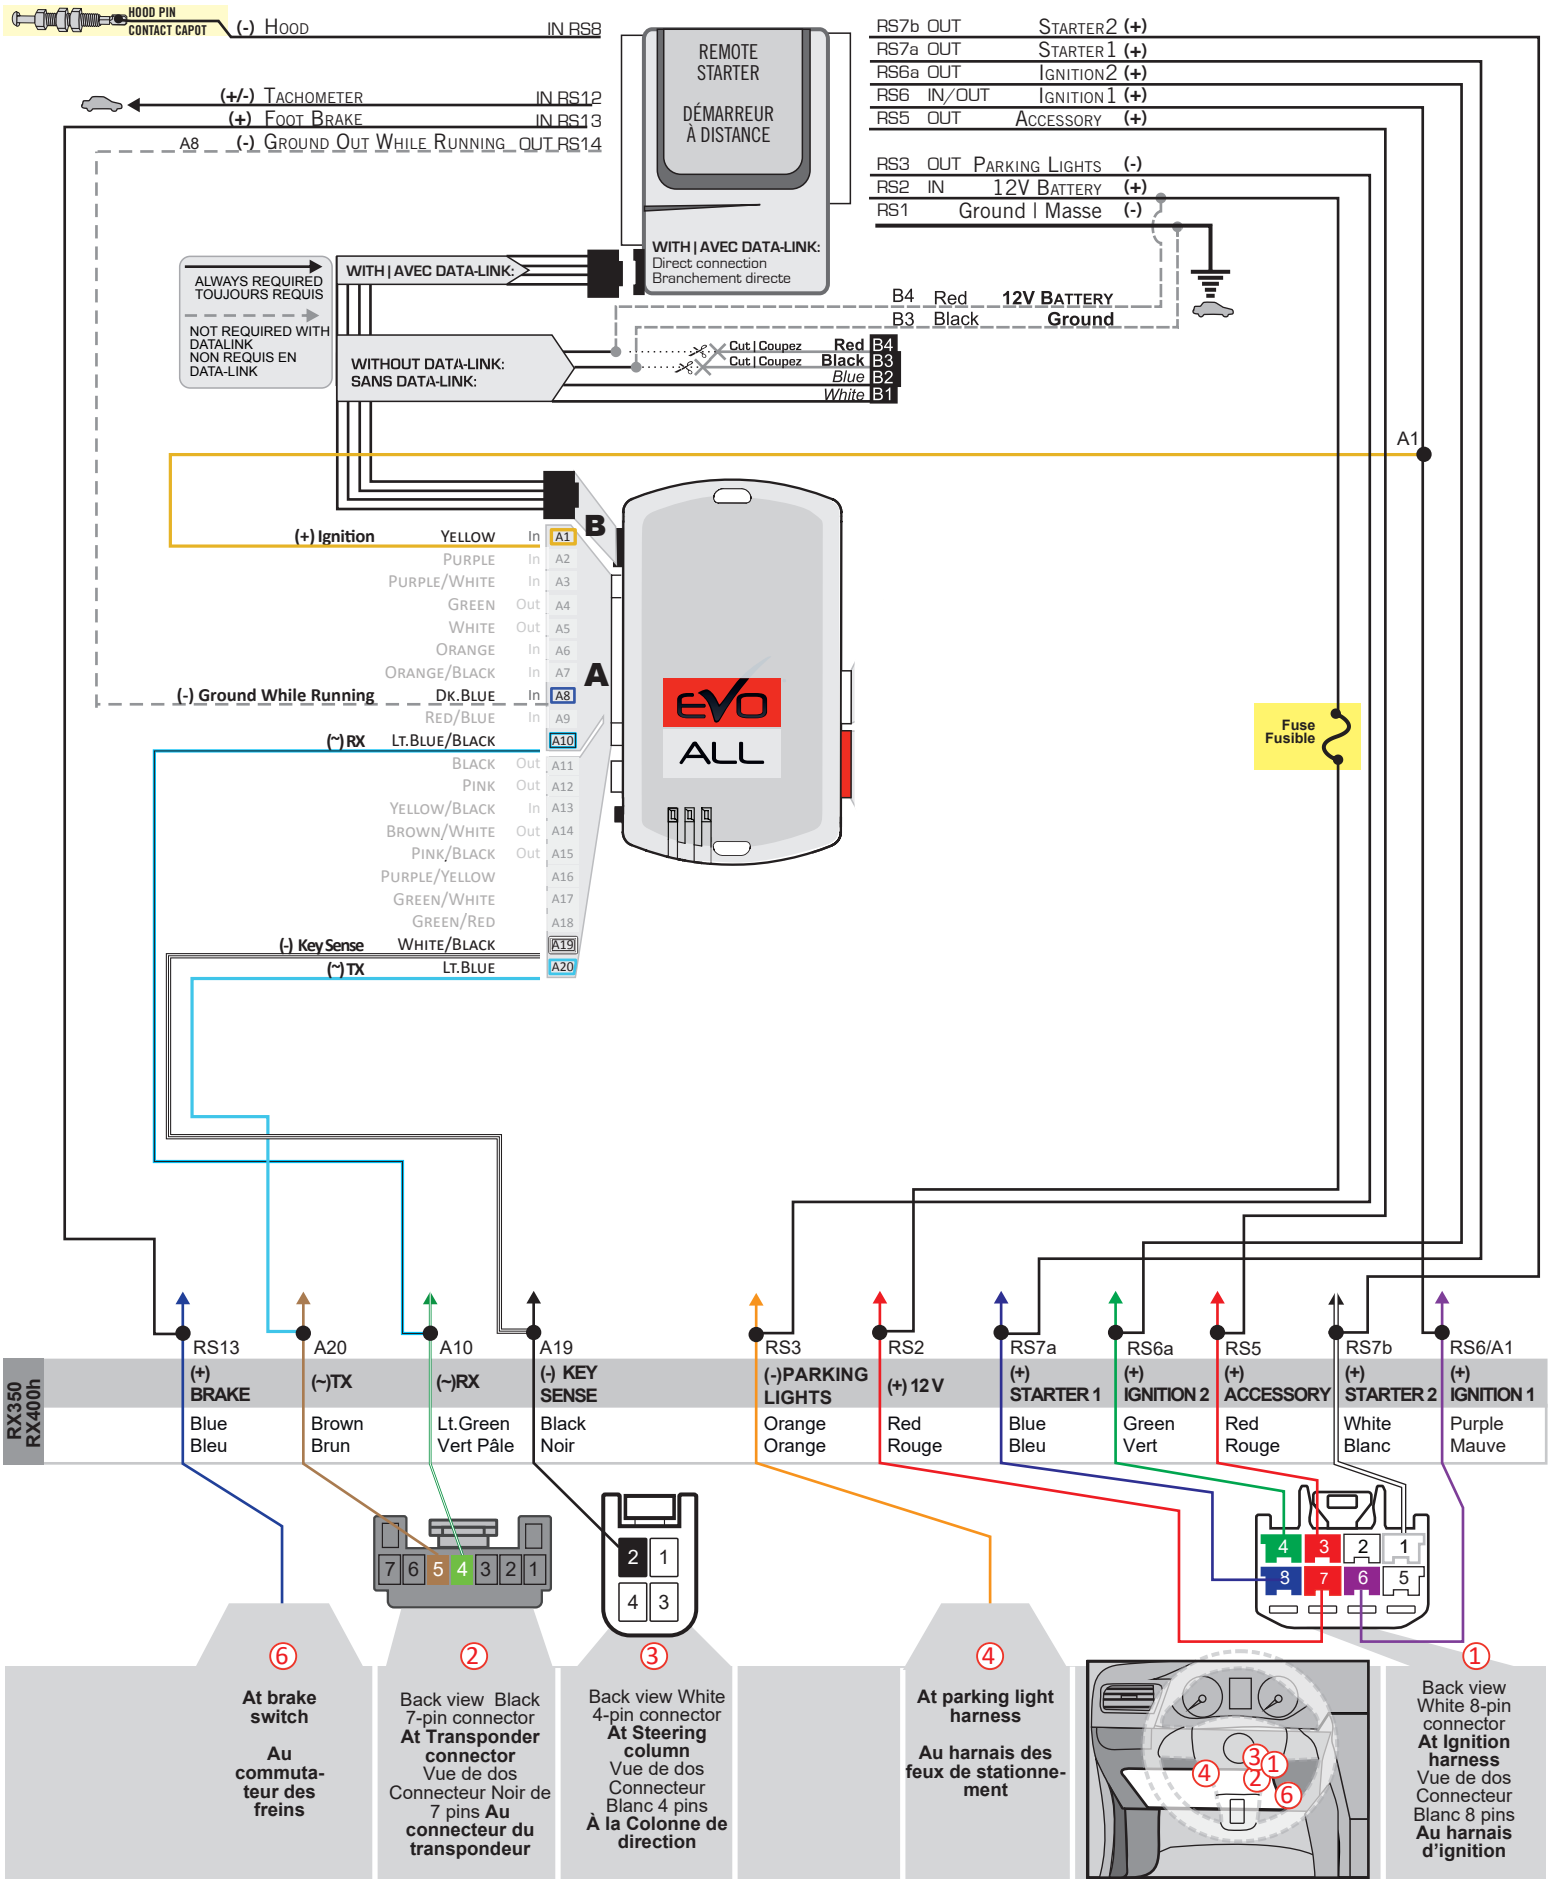 HOOD PIN
CONTACT CAPOT
(-) HOOD IN RS8
(+/-) TACHOMETER IN RS12
(+) FOOT BRAKE IN RS13
A8 (-) GROUND OUT WHILE RUNNING OUT RS14
REMOTE
STARTER
DÉMARREUR
À DISTANCE
WITH | AVEC DATA-LINK:
Direct connection
Branchement directe
RS7b OUT STARTER2 (+)
RS7a OUT STARTER1 (+)
RS6a OUT IGNITION2 (+)
RS6 IN/OUT IGNITION1 (+)
RS5 OUT ACCESSORY (+)
RS3 OUT PARKING LIGHTS (-)
RS2 IN 12V BATTERY (+)
RS1 Ground | Masse (-)
ALWAYS REQUIRED
TOUJOURS REQUIS
NOT REQUIRED WITH
DATALINK
NON REQUIS EN
DATA-LINK
WITH | AVEC DATA-LINK:
WITHOUT DATA-LINK:
SANS DATA-LINK:
B4 Red 12V BATTERY
B3 Black Ground
Cut | Coupez Red B4
Cut | Coupez Black B3
Blue B2
White B1
A1
B
A
(+) Ignition YELLOW In A1
PURPLE In A2
PURPLE/WHITE In A3
GREEN Out A4
WHITE Out A5
ORANGE In A6
ORANGE/BLACK In A7
(-) Ground While Running DK.BLUE In A8
RED/BLUE In A9
(~) RX LT.BLUE/BLACK A10
BLACK Out A11
PINK Out A12
YELLOW/BLACK In A13
BROWN/WHITE Out A14
PINK/BLACK Out A15
PURPLE/YELLOW A16
GREEN/WHITE A17
GREEN/RED A18
(-) Key Sense WHITE/BLACK A19
(~) TX LT.BLUE A20
EVO
ALL
Fuse
Fusible
RX350
RX400h
RS13
(+)
BRAKE
Blue
Bleu
A20
(~)TX
Brown
Brun
A10
(~)RX
Lt.Green
Vert Pâle
A19
(-) KEY
SENSE
Black
Noir
RS3
(-)PARKING
LIGHTS
Orange
Orange
RS2
(+) 12 V
Red
Rouge
RS7a
(+)
STARTER 1
Blue
Bleu
RS6a
(+)
IGNITION 2
Green
Vert
RS5
(+)
ACCESSORY
Red
Rouge
RS7b
(+)
STARTER 2
White
Blanc
RS6/A1
(+)
IGNITION 1
Purple
Mauve
7 6 5 4 3 2 1
2 1
4 3
4 3 2 1
8 7 6 5
6
At brake
switch
Au
commuta-
teur des
freins
2
Back view Black
7-pin connector
At Transponder
connector
Vue de dos
Connecteur Noir de
7 pins Au
connecteur du
transpondeur
3
Back view White
4-pin connector
At Steering
column
Vue de dos
Connecteur
Blanc 4 pins
À la Colonne de
direction
4
At parking light
harness
Au harnais des
feux de stationne-
ment
3
1
4
2
6
1
Back view
White 8-pin
connector
At Ignition
harness
Vue de dos
Connecteur
Blanc 8 pins
Au harnais
d'ignition